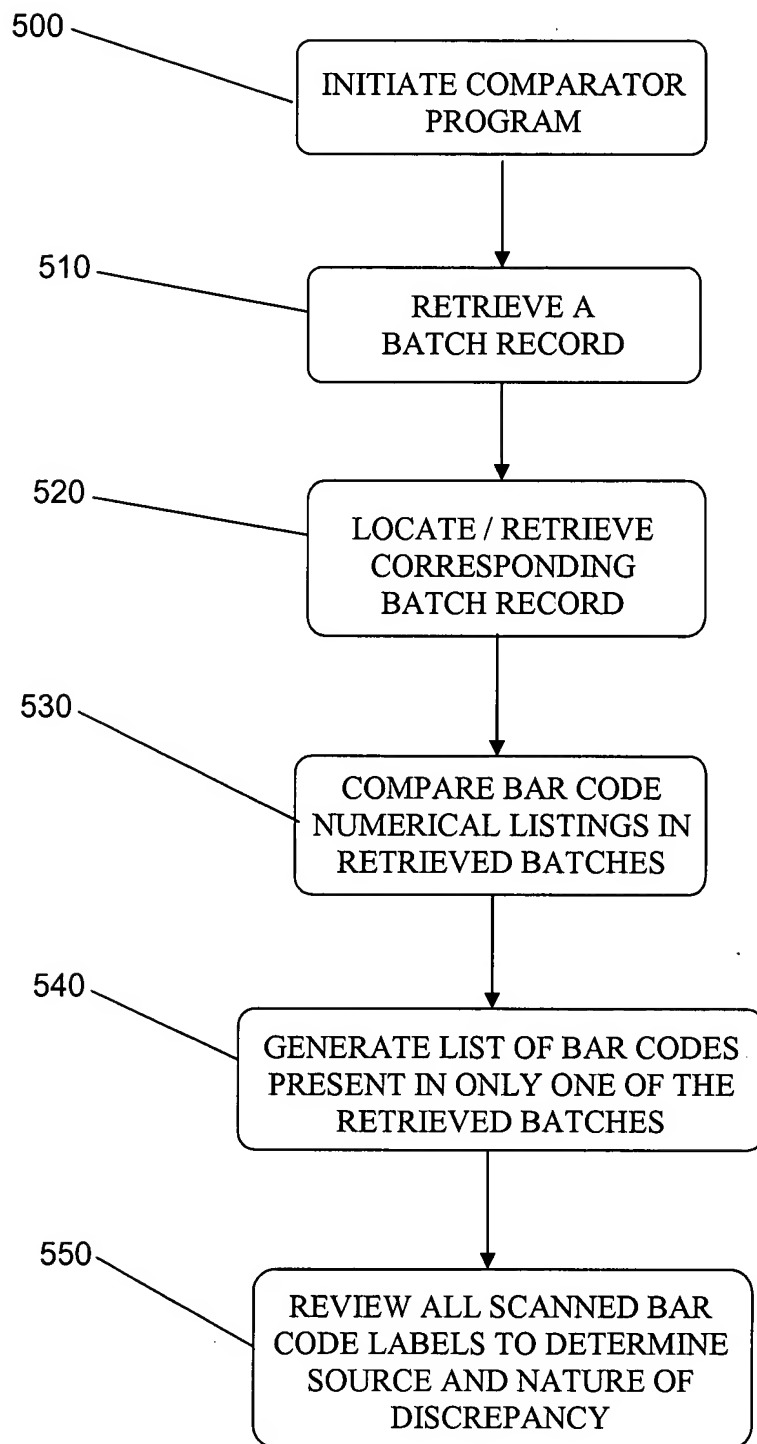 500
INITIATE COMPARATOR
PROGRAM
510
RETRIEVE A
BATCH RECORD
520
LOCATE / RETRIEVE
CORRESPONDING
BATCH RECORD
530
COMPARE BAR CODE
NUMERICAL LISTINGS IN
RETRIEVED BATCHES
540
GENERATE LIST OF BAR CODES
PRESENT IN ONLY ONE OF THE
RETRIEVED BATCHES
550
REVIEW ALL SCANNED BAR
CODE LABELS TO DETERMINE
SOURCE AND NATURE OF
DISCREPANCY